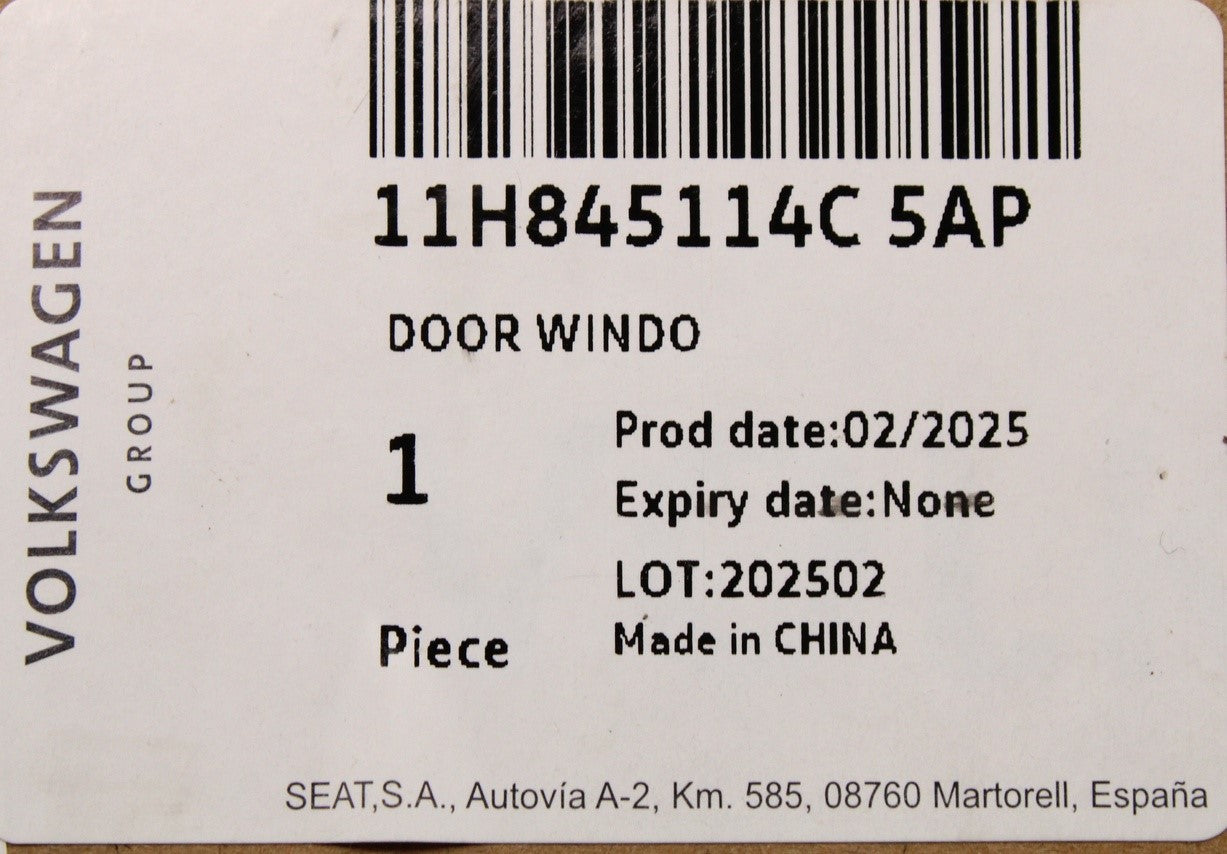 VOLKSWAGEN
GROUP
11H845114C 5AP
DOOR WINDO
1
Piece
Prod date:02/2025
Expiry date:None
LOT:202502
Made in CHINA
SEAT,S.A., Autovía A-2, Km. 585, 08760 Martorell, España